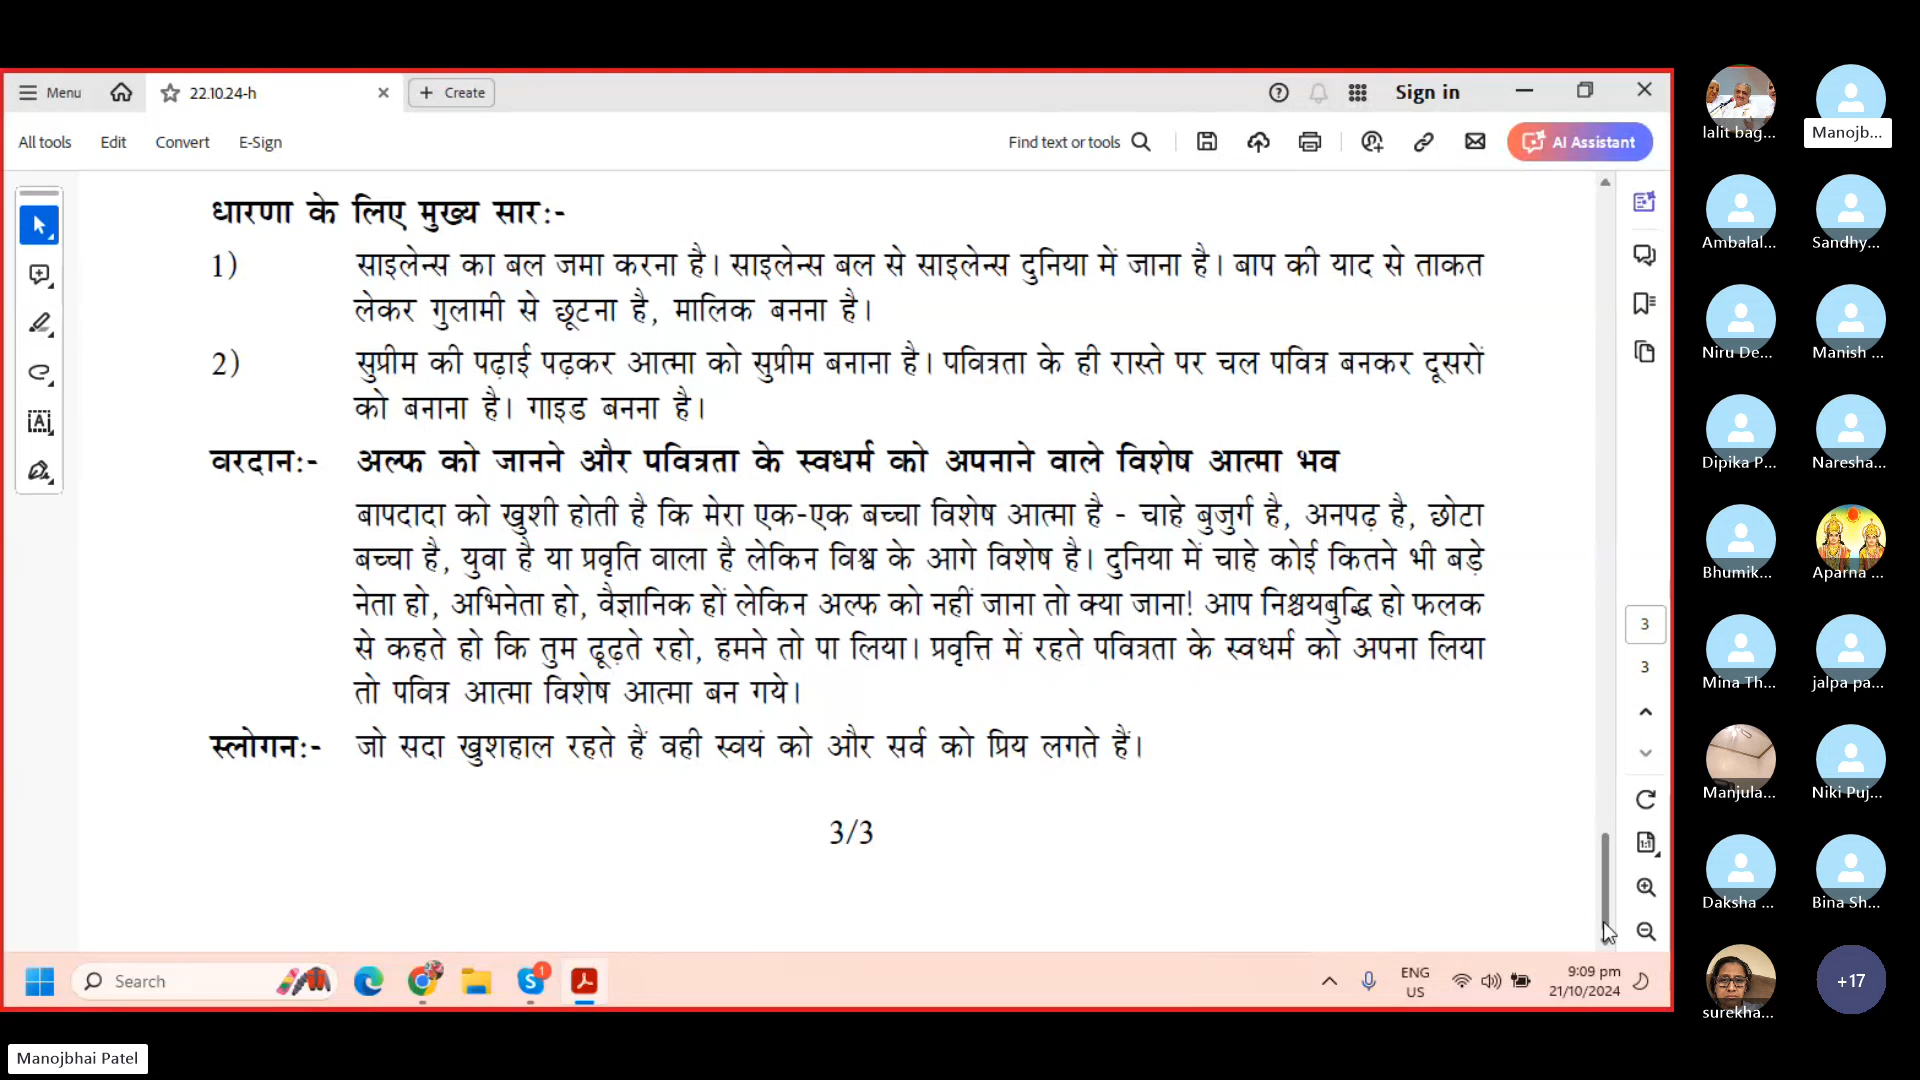 Menu
22.10.24-h
Create
Sign in
All tools
Edit
Convert
E-Sign
Find text or tools
AI Assistant
धारणा के लिए मुख्य सार:-
1) साइलेन्स का बल जमा करना है। साइलेन्स बल से साइलेन्स दुनिया में जाना है। बाप की याद से ताकत
लेकर गुलामी से छूटना है, मालिक बनना है।
2) सुप्रीम की पढ़ाई पढ़कर आत्मा को सुप्रीम बनाना है। पवित्रता के ही रास्ते पर चल पवित्र बनकर दूसरों
को बनाना है। गाइड बनना है।
वरदान:- अल्फ को जानने और पवित्रता के स्वधर्म को अपनाने वाले विशेष आत्मा भव
बापदादा को खुशी होती है कि मेरा एक-एक बच्चा विशेष आत्मा है - चाहे बुजुर्ग है, अनपढ़ है, छोटा
बच्चा है, युवा है या प्रवृति वाला है लेकिन विश्व के आगे विशेष है। दुनिया में चाहे कोई कितने भी बड़े
नेता हो, अभिनेता हो, वैज्ञानिक हों लेकिन अल्फ को नहीं जाना तो क्या जाना! आप निश्चयबुद्धि हो फलक
से कहते हो कि तुम ढूढ़ते रहो, हमने तो पा लिया। प्रवृत्ति में रहते पवित्रता के स्वधर्म को अपना लिया
तो पवित्र आत्मा विशेष आत्मा बन गये।
स्लोगन:- जो सदा खुशहाल रहते हैं वही स्वयं को और सर्व को प्रिय लगते हैं।
3/3
3
3
Search
1
ENG
US
9:09 pm
21/10/2024
lalit bag...
Manojb...
Ambalal...
Sandhy...
Niru De...
Manish ...
Dipika P...
Naresha...
Bhumik...
Aparna ...
Mina Th...
jalpa pa...
Manjula...
Niki Puj...
Daksha ...
Bina Sh...
surekha...
+17
Manojbhai Patel